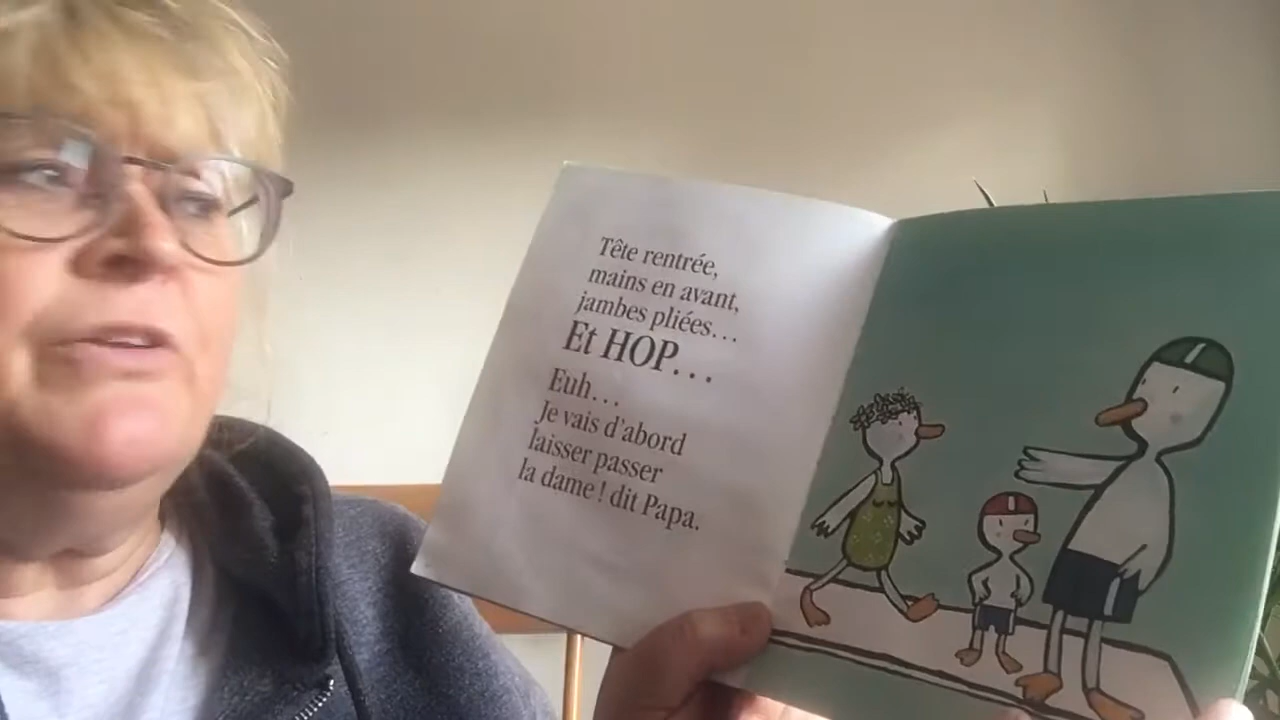 Tête rentrée,
mains en avant,
jambes pliées...
Et HOP...
Euh...
Je vais d'abord
laisser passer
la dame ! dit Papa.